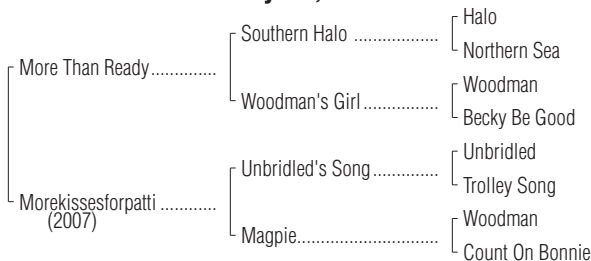 Halo
Southern Halo ..................
Northern Sea
More Than Ready.............
Woodman
Woodman's Girl................
Becky Be Good
Unbridled
Unbridled's Song..............
Trolley Song
Morekissesforpatti ............
(2007)
Woodman
Magpie..............................
Count On Bonnie